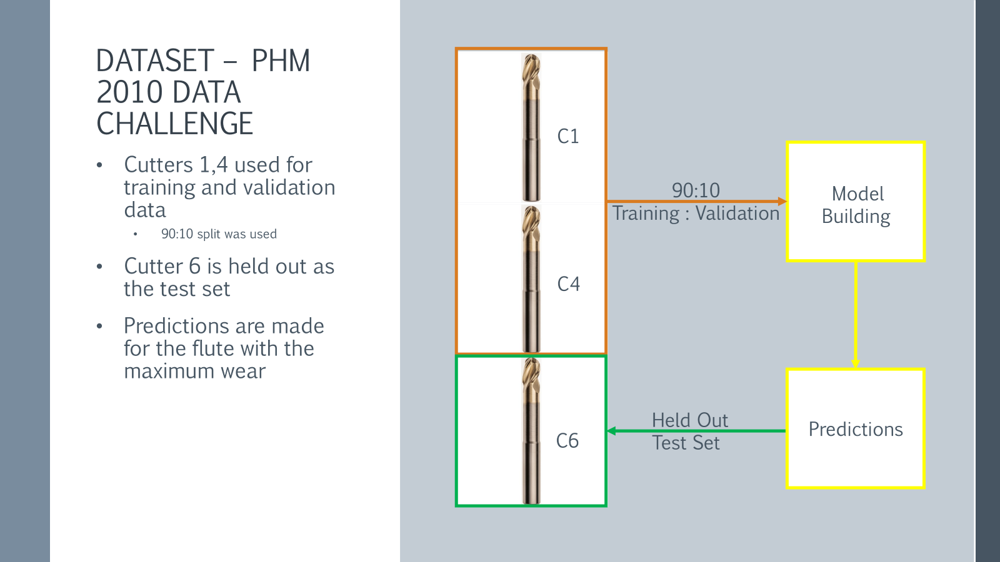 DATASET – PHM
2010 DATA
CHALLENGE
• Cutters 1,4 used for
training and validation
data
• 90:10 split was used
• Cutter 6 is held out as
the test set
• Predictions are made
for the flute with the
maximum wear
C1
C4
C6
90:10
Training : Validation
Model
Building
Held Out
Test Set
Predictions